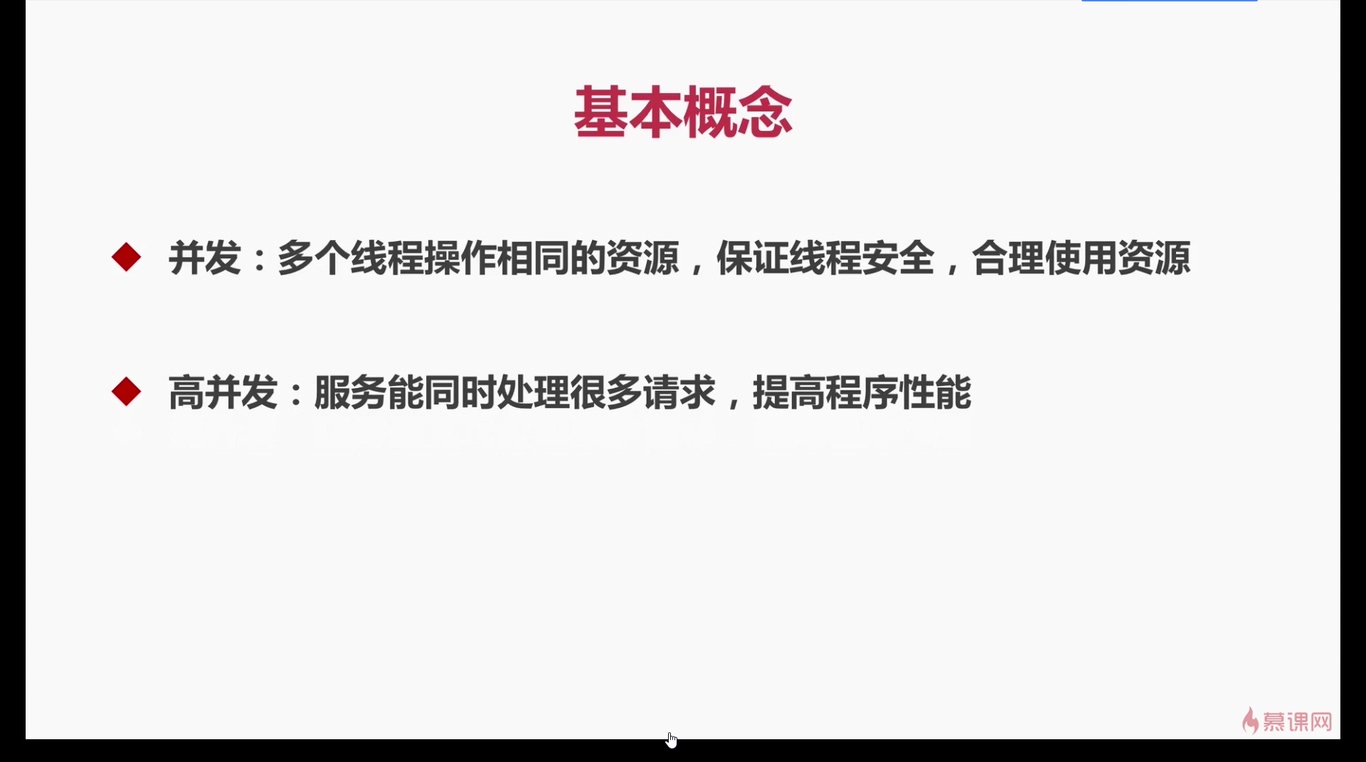 基本概念
并发：多个线程操作相同的资源，保证线程安全，合理使用资源
高并发：服务能同时处理很多请求，提高程序性能
慕课网